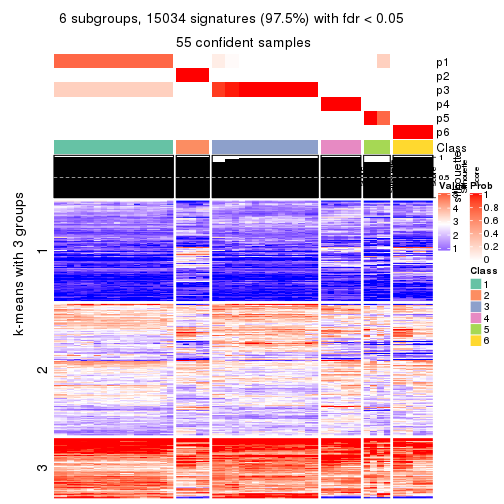 6 subgroups, 15034 signatures (97.5%) with fdr < 0.05
55 confident samples
p1
p2
p3
p4
p5
p6
Class
1
0.5
Silhouette
score
k-means with 3 groups
1
2
3
Value
4
3
2
1
Prob
1
0.8
0.6
0.4
0.2
0
Class
1
2
3
4
5
6